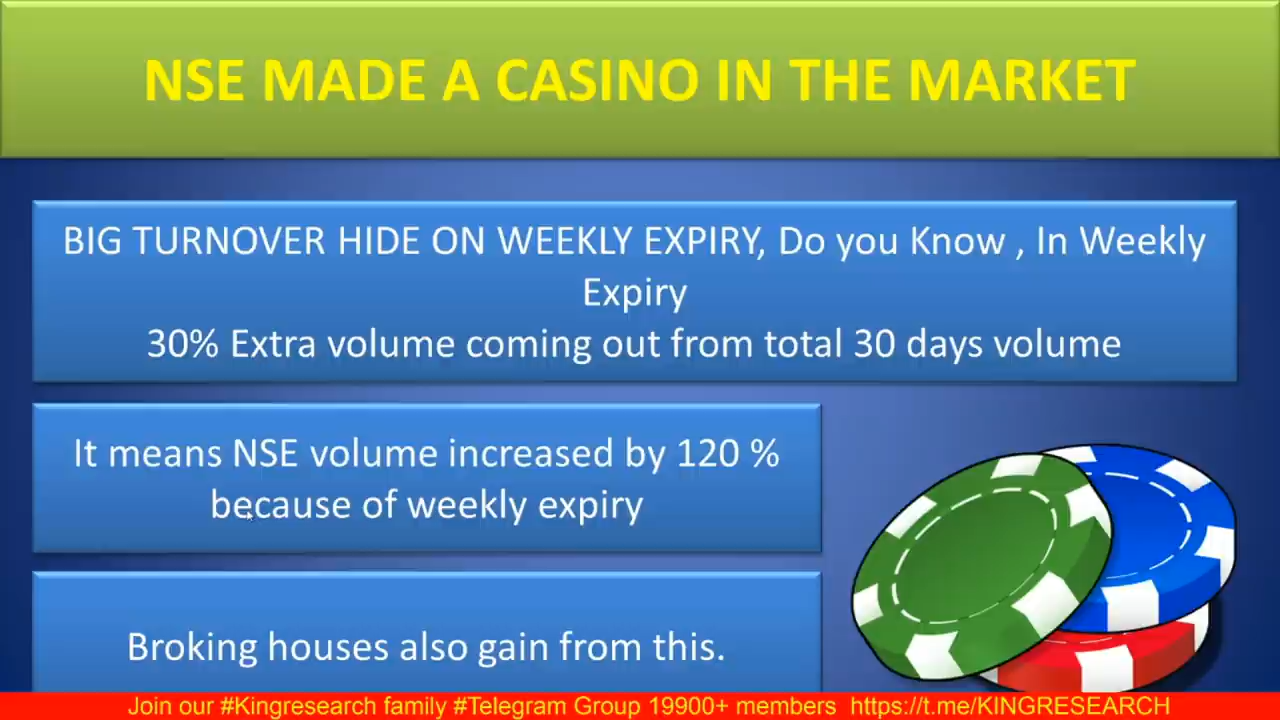 NSE MADE A CASINO IN THE MARKET
BIG TURNOVER HIDE ON WEEKLY EXPIRY, Do you Know , In Weekly
Expiry
30% Extra volume coming out from total 30 days volume
It means NSE volume increased by 120 %
because of weekly expiry
Broking houses also gain from this.
Join our #Kingresearch family #Telegram Group 19900+ members  https://t.me/KINGRESEARCH